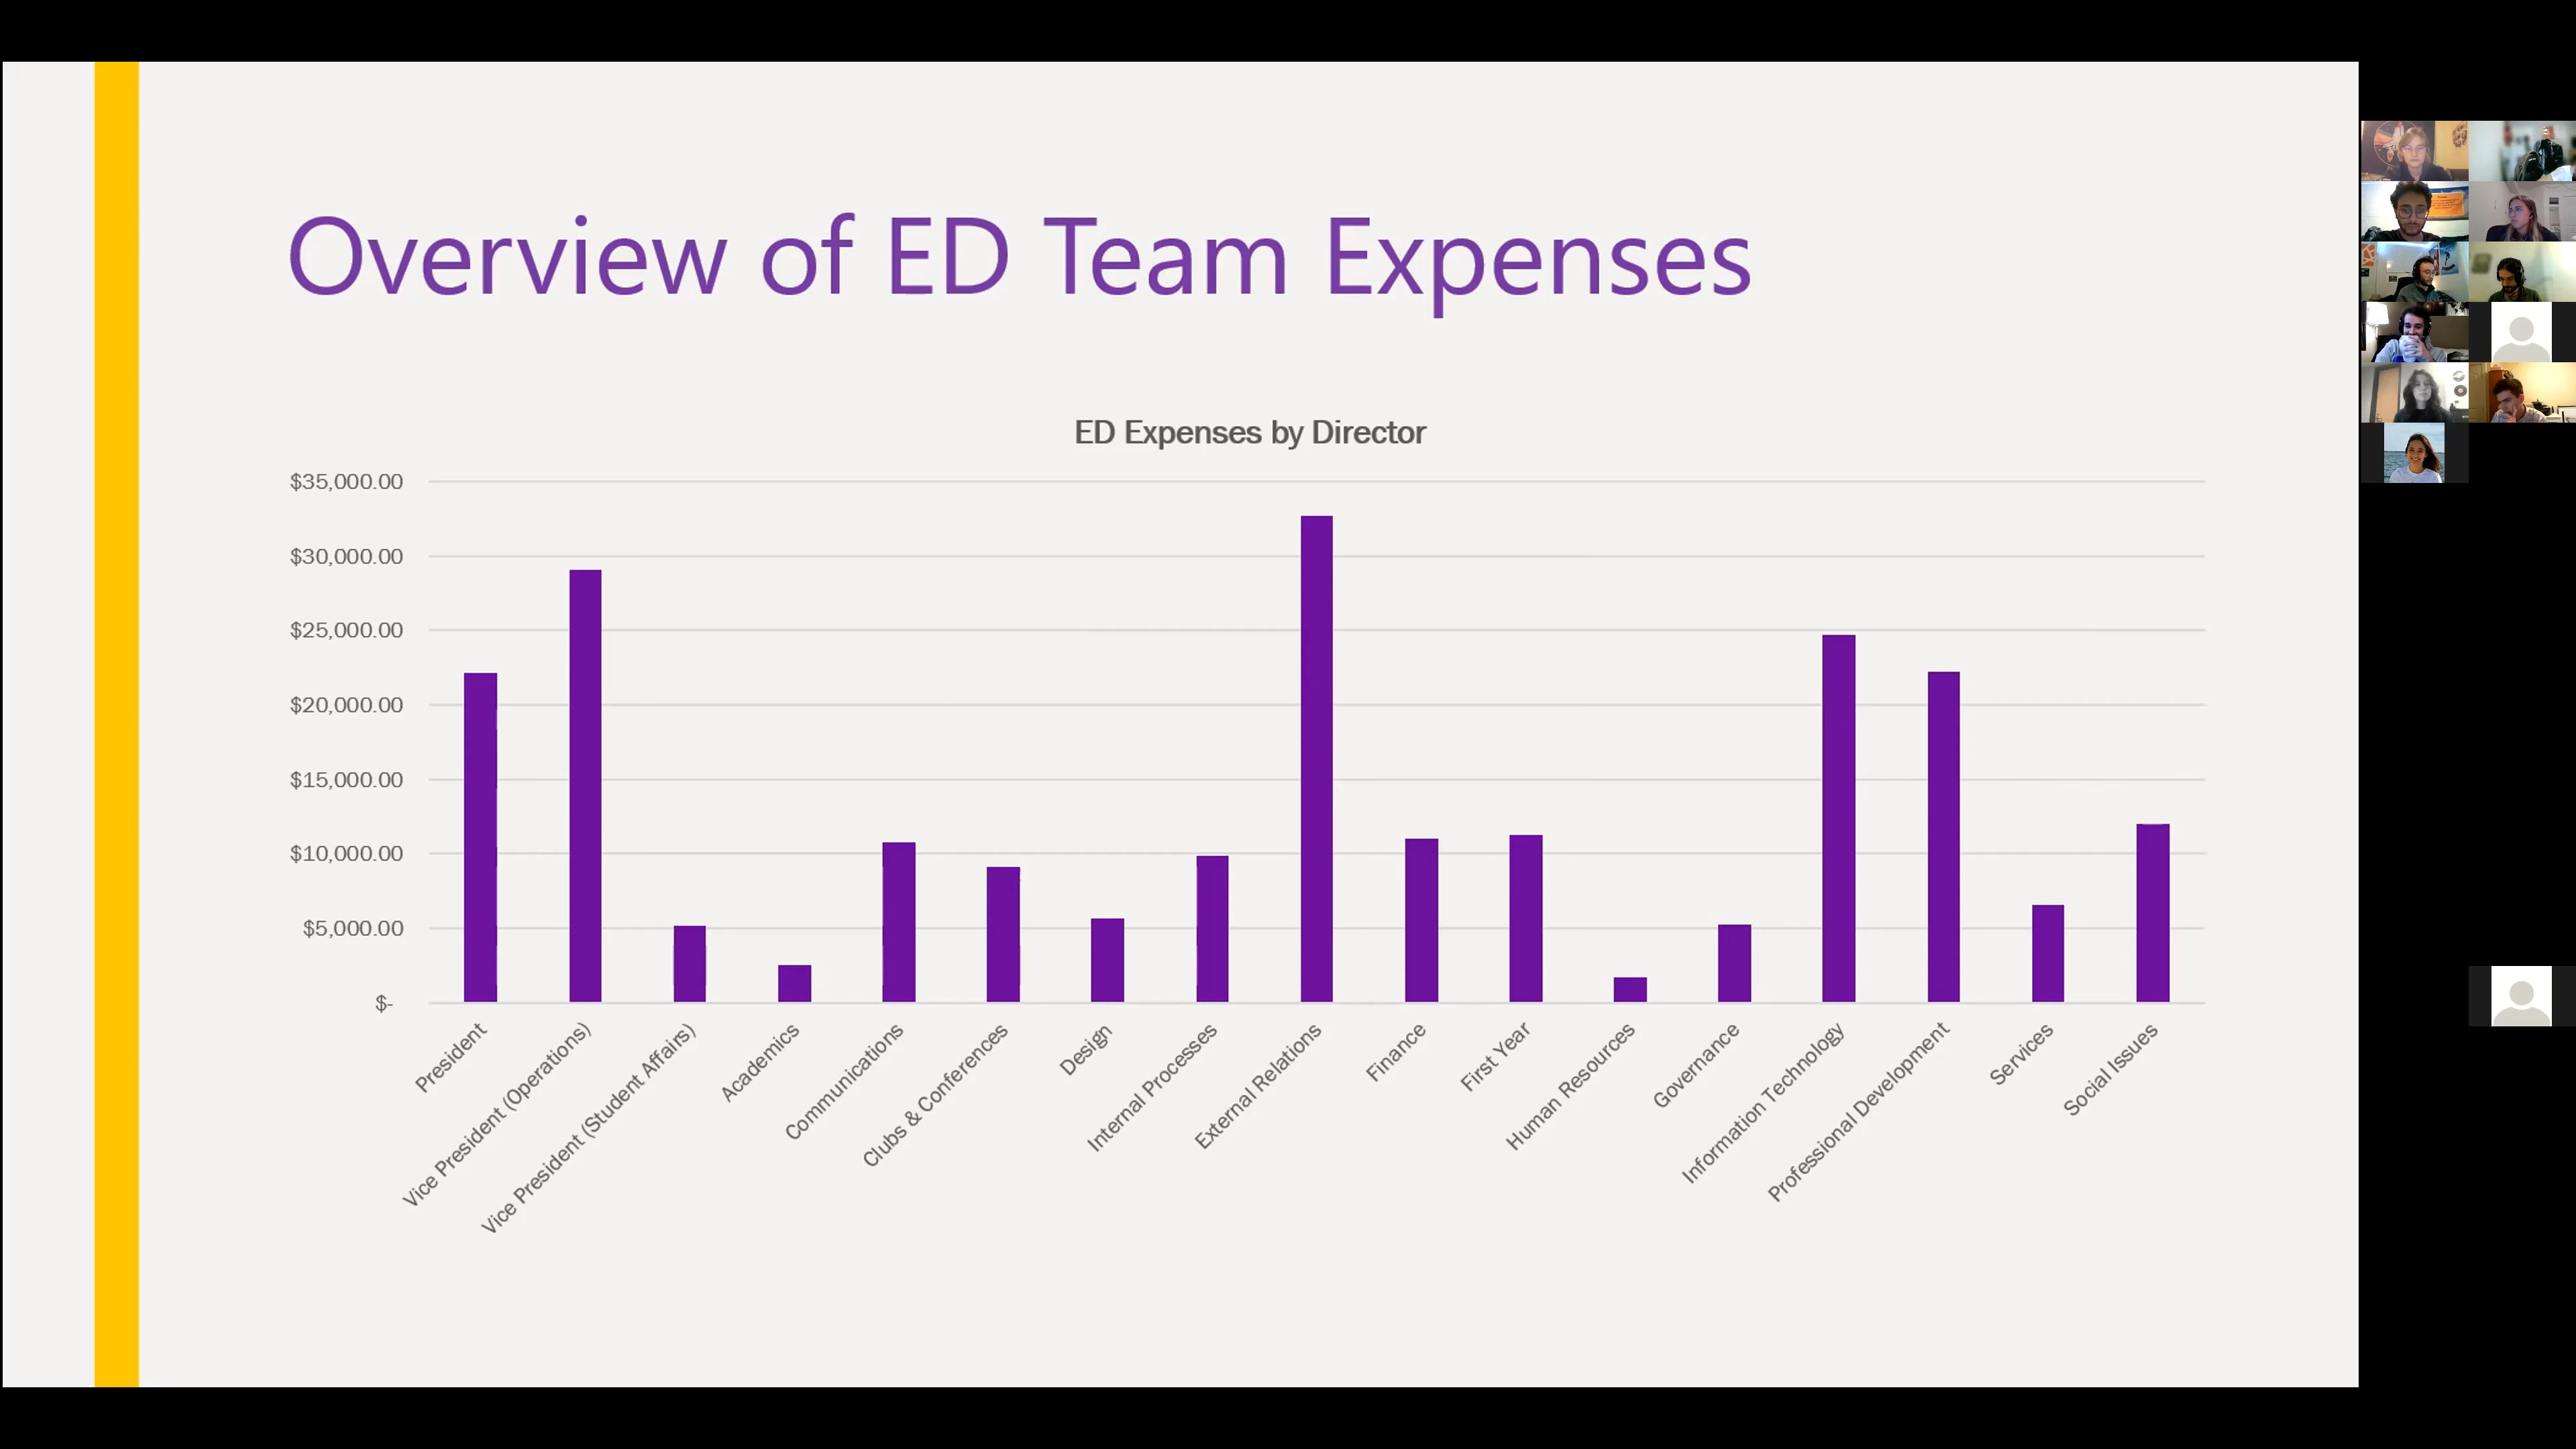 Overview of ED Team Expenses
ED Expenses by Director
$35,000.00
$30,000.00
$25,000.00
$20,000.00
$15,000.00
$10,000.00
$5,000.00
$-
President
Vice President (Operations)
Vice President (Student Affairs)
Academics
Communications
Clubs & Conferences
Design
Internal Processes
External Relations
Finance
First Year
Human Resources
Governance
Information Technology
Professional Development
Services
Social Issues